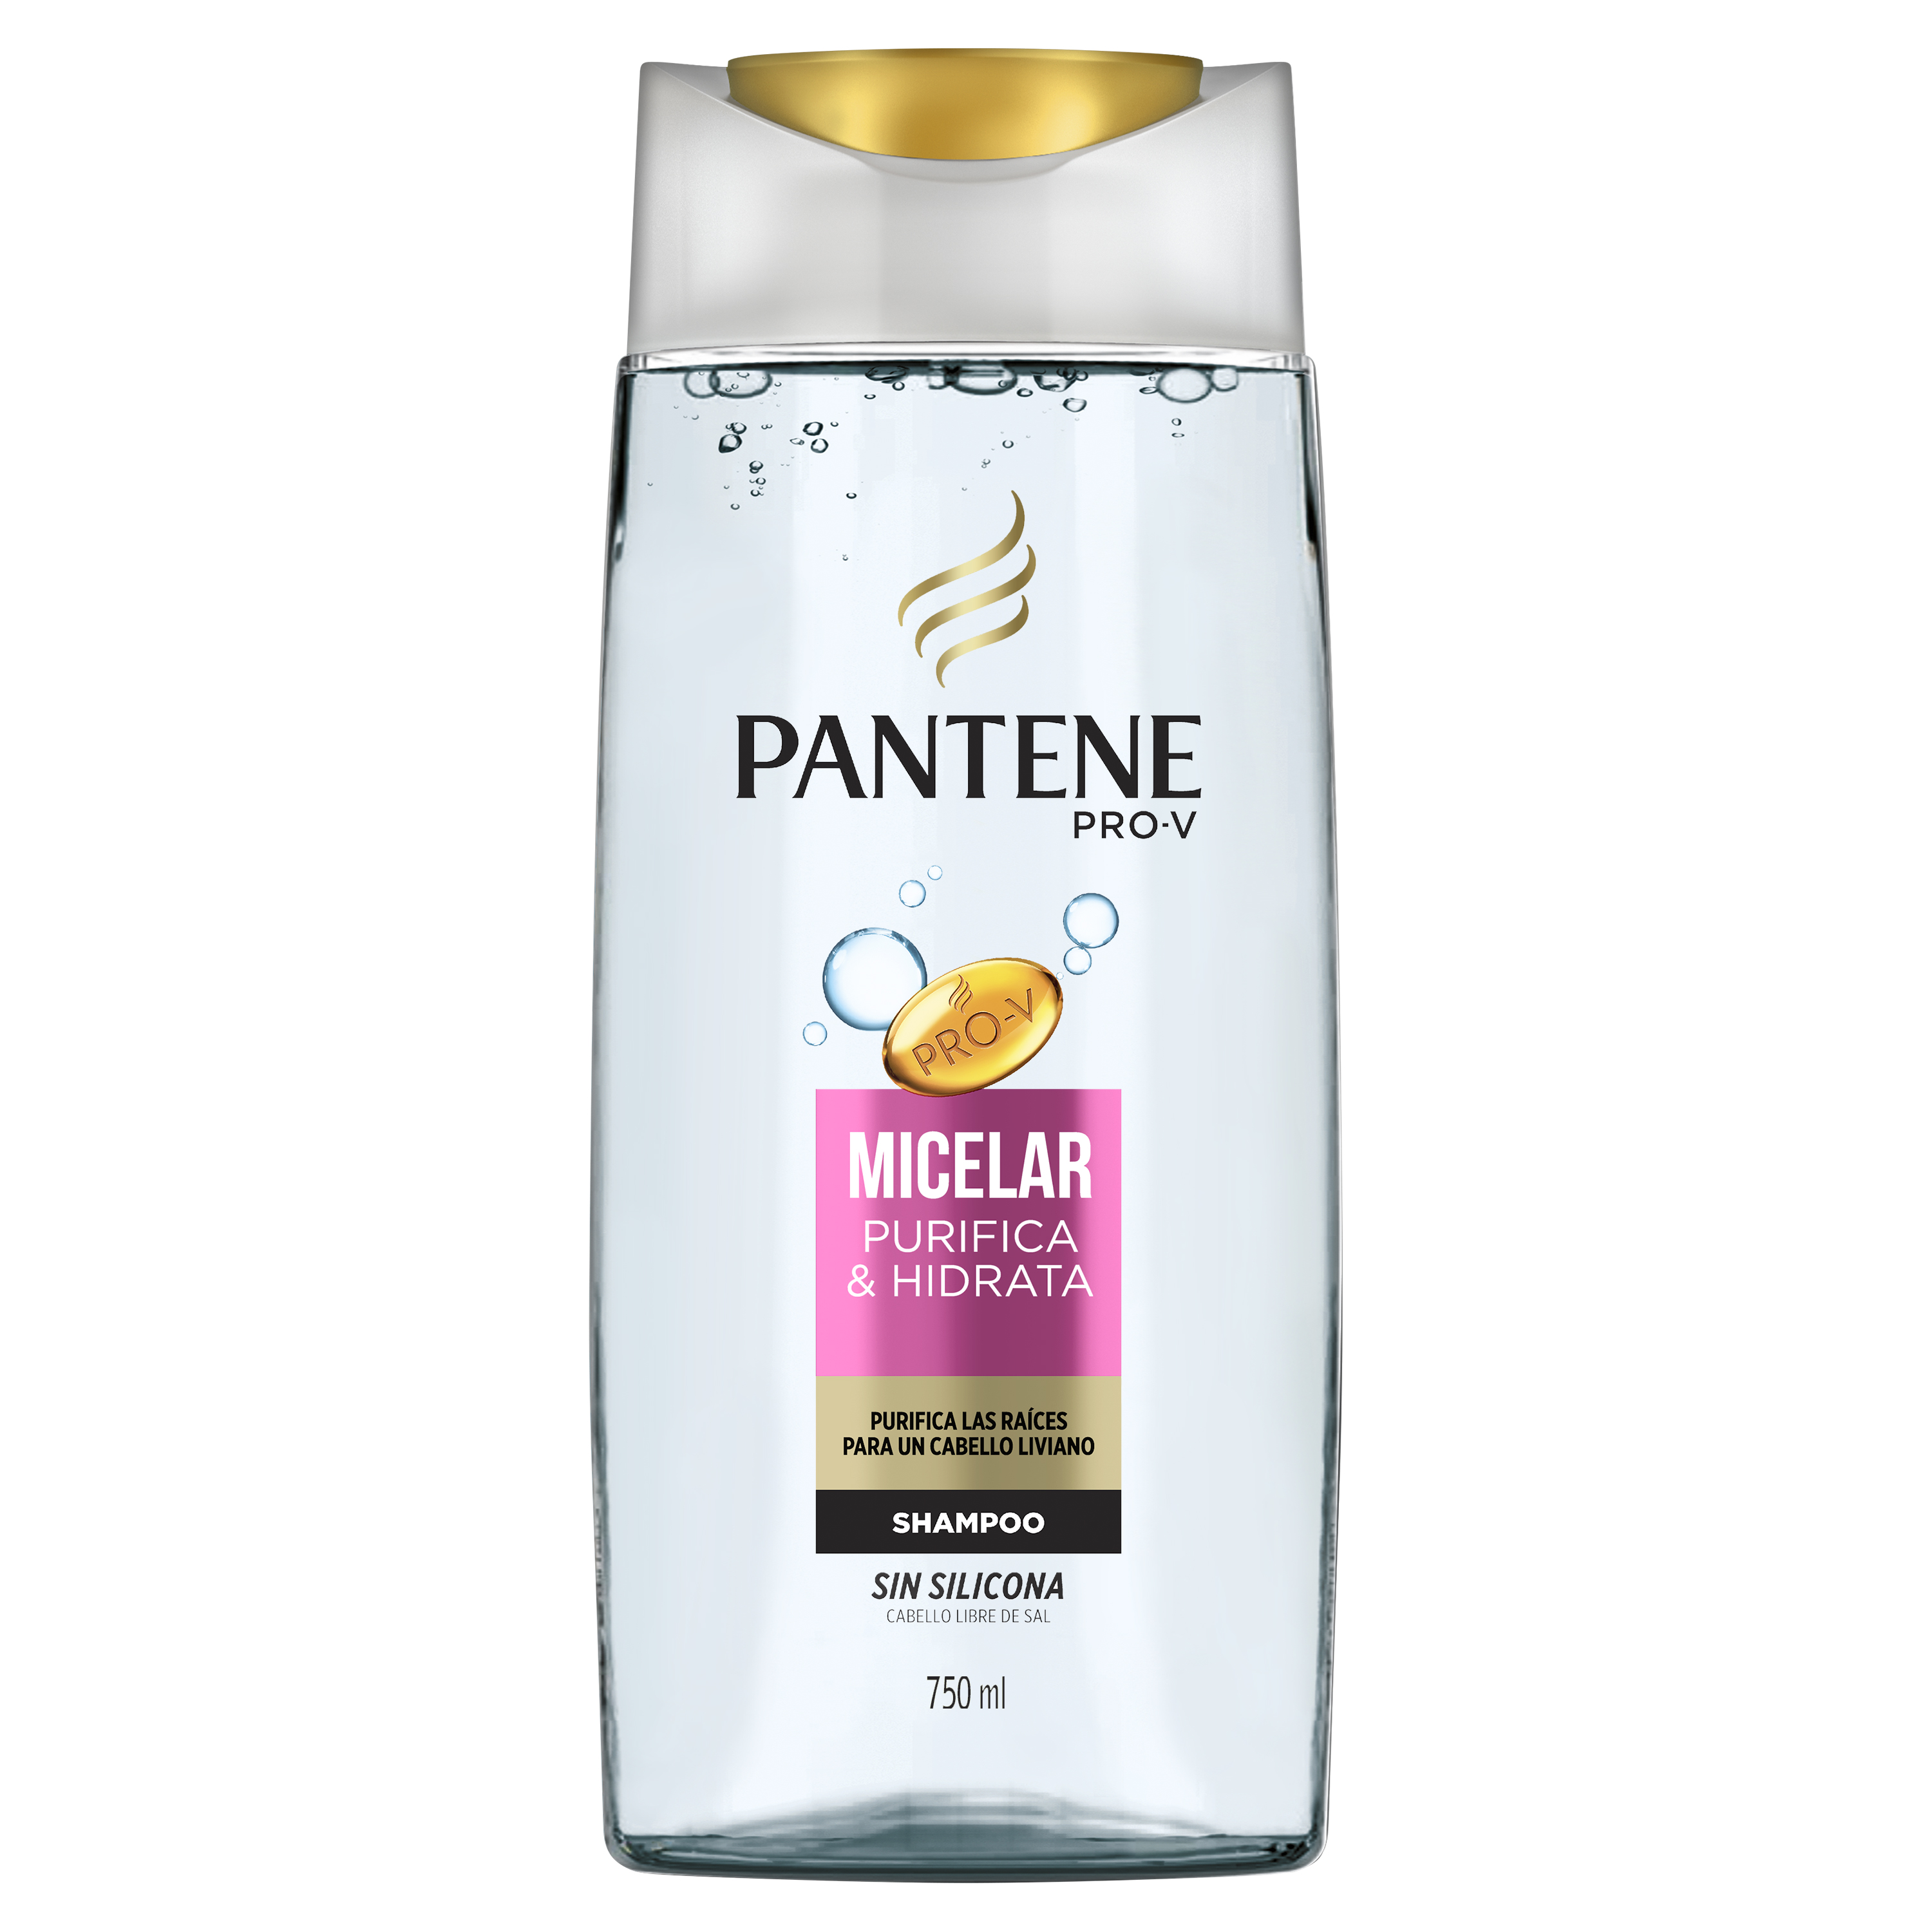 PANTENE
PRO-V
PRO-V
MICELAR
PURIFICA
& HIDRATA
PURIFICA LAS RAÍCES
PARA UN CABELLO LIVIANO
SHAMPOO
SIN SILICONA
CABELLO LIBRE DE SAL
750 ml